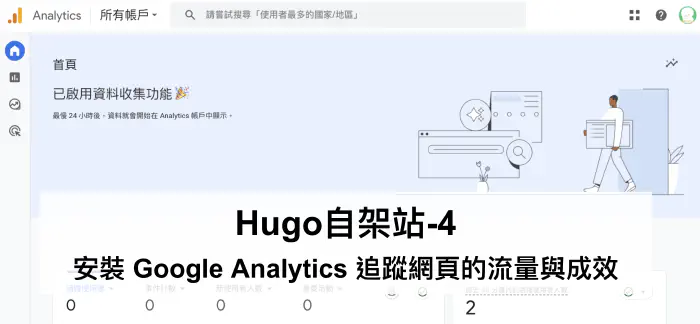 Analytics
所有帳戶
請嘗試搜尋「使用者最多的國家/地區」
首頁
已啟用資料收集功能🎉
最慢 24 小時後，資料就會開始在 Analytics 帳戶中顯示。
Hugo自架站-4
安裝 Google Analytics 追蹤網頁的流量與成效
0 0 0 0
2